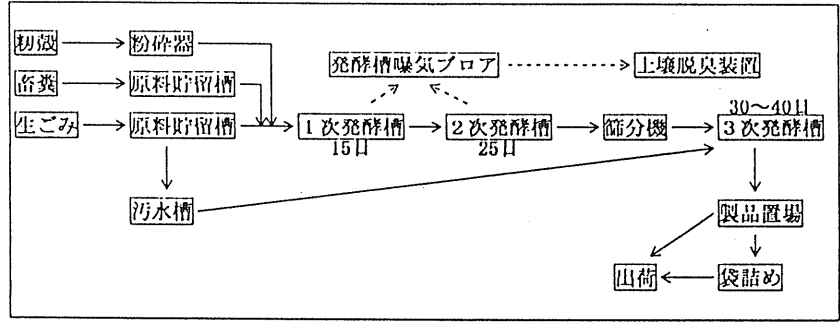 籾殻
粉砕器
発酵槽曝気ブロア
土壌脱臭装置
畜糞
原料貯留槽
30〜40日
生ごみ
原料貯留槽
1次発酵槽
2次発酵槽
篩分機
3次発酵槽
15日
25日
汚水槽
製品置場
出荷
袋詰め